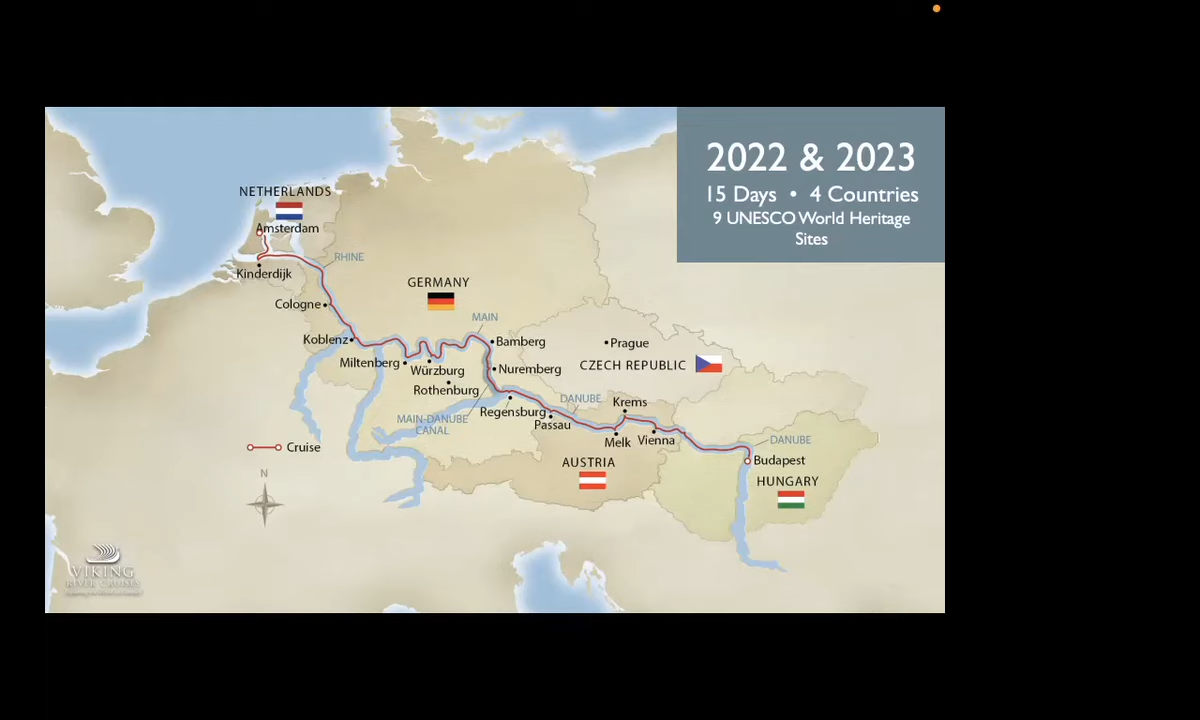 2022 & 2023
15 Days • 4 Countries
9 UNESCO World Heritage
Sites
NETHERLANDS
Amsterdam
Kinderdijk
RHINE
GERMANY
Cologne
MAIN
Koblenz
Bamberg
Prague
Miltenberg
Würzburg
Nuremberg
CZECH REPUBLIC
Rothenburg
Regensburg
DANUBE
Krems
MAIN-DANUBE
CANAL
Passau
Melk
Vienna
DANUBE
Cruise
AUSTRIA
Budapest
HUNGARY
N
VIKING
RIVER CRUISES